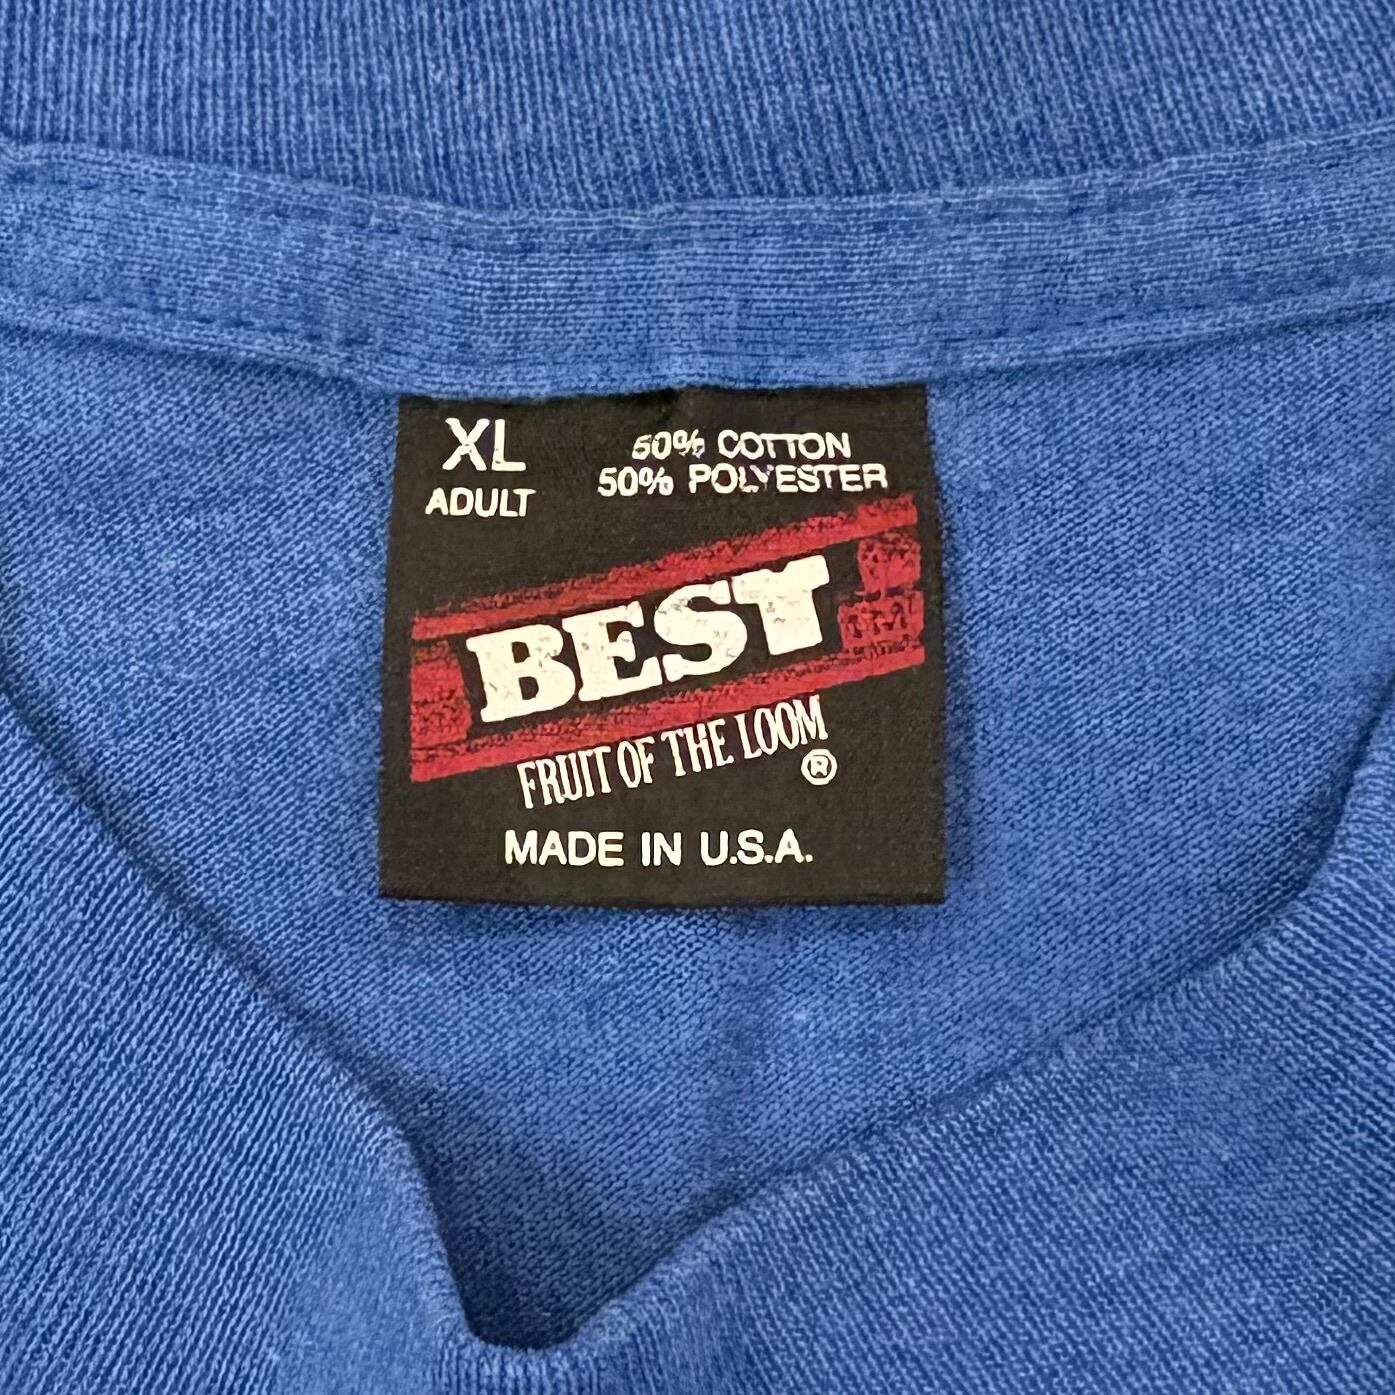 XL
ADULT
50% COTTON
50% POLYESTER
BEST
FRUIT OF THE LOOM
®
MADE IN U.S.A.